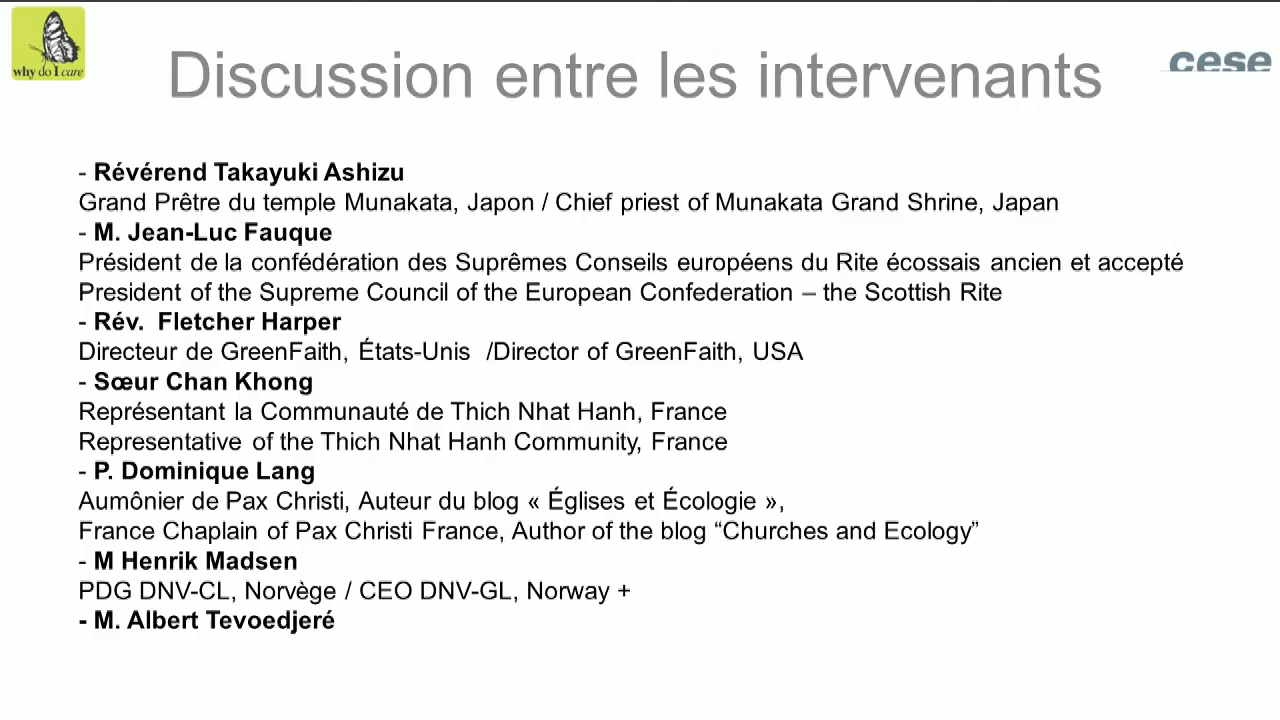 why do I care
cese
Discussion entre les intervenants
- Révérend Takayuki Ashizu
Grand Prêtre du temple Munakata, Japon / Chief priest of Munakata Grand Shrine, Japan
- M. Jean-Luc Fauque
Président de la confédération des Suprêmes Conseils européens du Rite écossais ancien et accepté
President of the Supreme Council of the European Confederation – the Scottish Rite
- Rév.  Fletcher Harper
Directeur de GreenFaith, États-Unis  /Director of GreenFaith, USA
- Sœur Chan Khong
Représentant la Communauté de Thich Nhat Hanh, France
Representative of the Thich Nhat Hanh Community, France
- P. Dominique Lang
Aumônier de Pax Christi, Auteur du blog « Églises et Écologie »,
France Chaplain of Pax Christi France, Author of the blog “Churches and Ecology”
- M Henrik Madsen
PDG DNV-CL, Norvège / CEO DNV-GL, Norway +
- M. Albert Tevoedjeré